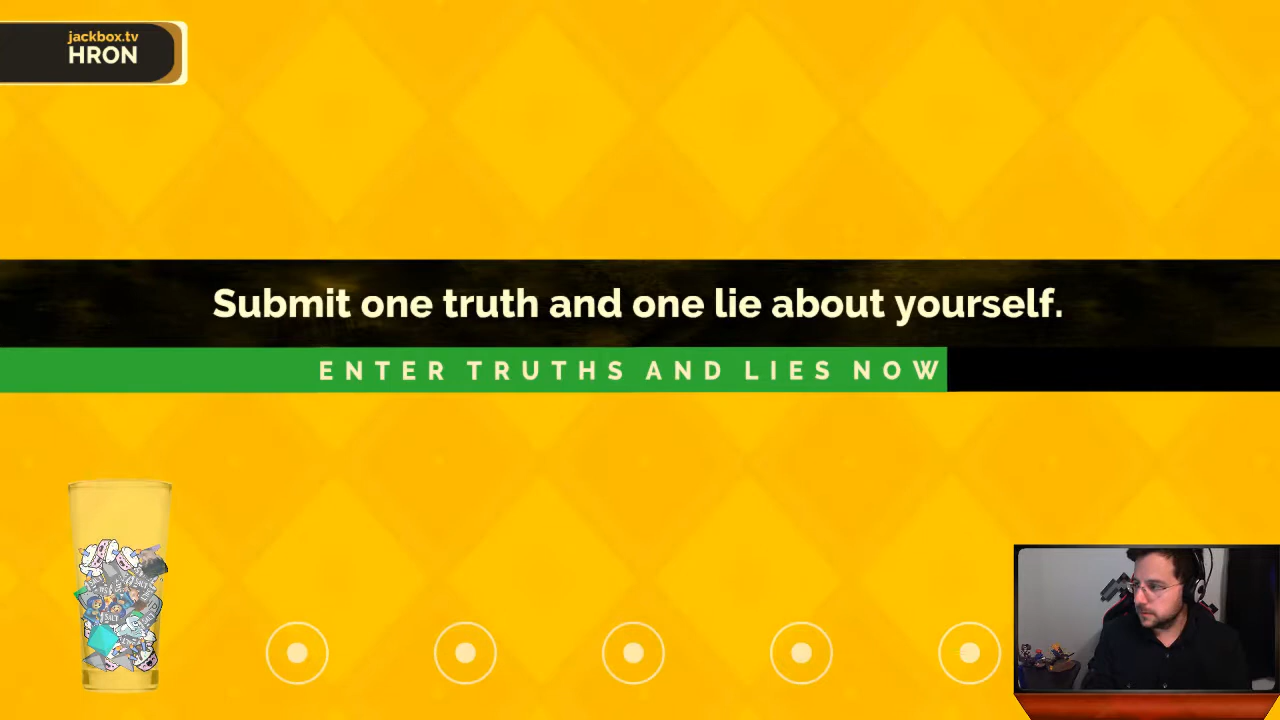 jackbox.tv
HRON
Submit one truth and one lie about yourself.
ENTER TRUTHS AND LIES NOW